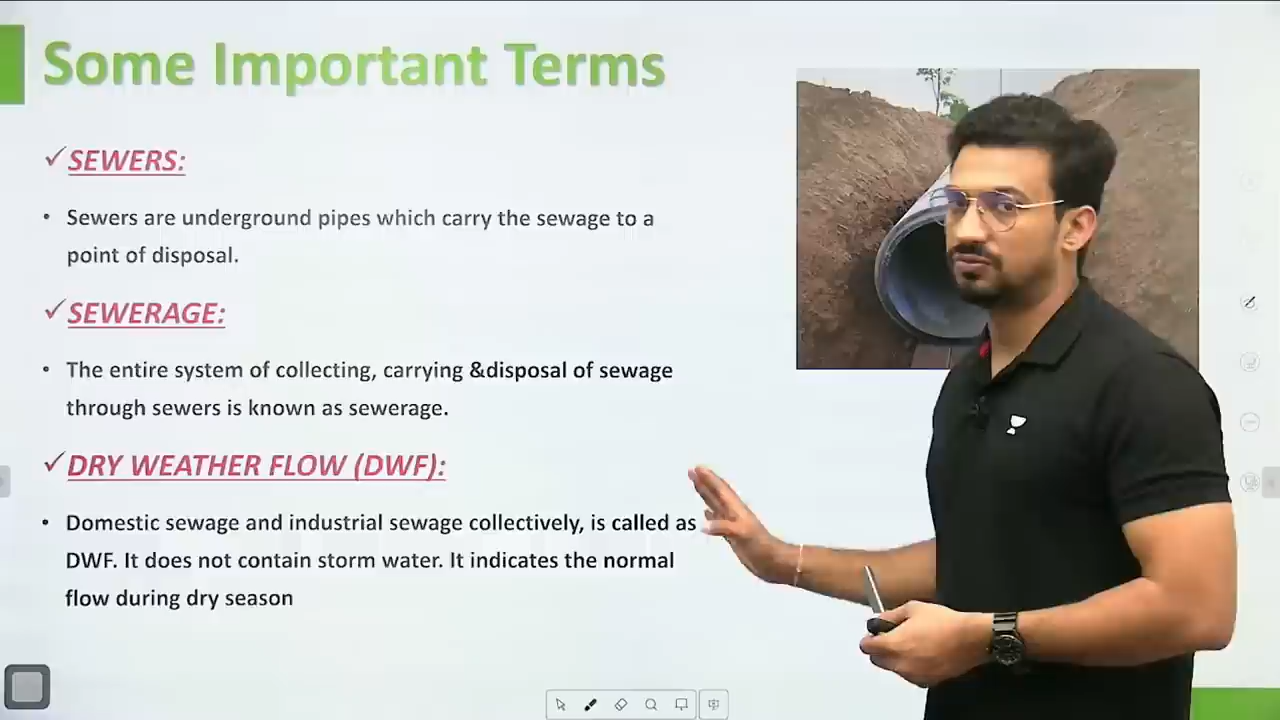 Some Important Terms
✓SEWERS:
• Sewers are underground pipes which carry the sewage to a
point of disposal.
✓SEWERAGE:
• The entire system of collecting, carrying &disposal of sewage
through sewers is known as sewerage.
✓DRY WEATHER FLOW (DWF):
• Domestic sewage and industrial sewage collectively, is called as
DWF. It does not contain storm water. It indicates the normal
flow during dry season